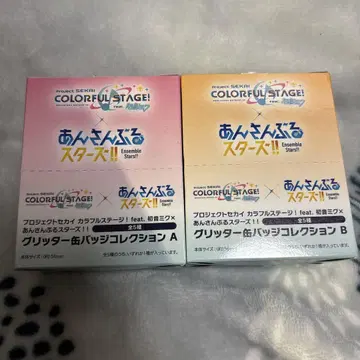 Project SEKAI
COLORFUL STAGE!
feat.
×
あんさんぶる
スターズ!!
Ensemble
Stars!!
Project SEKAI
COLORFUL STAGE!
×
あんさんぶる
スターズ!!
プロジェクトセカイ カラフルステージ! feat. 初音ミク×
あんさんぶるスターズ!! 全5種
グリッター缶バッジコレクション A
Project SEKAI
COLORFUL STAGE!
feat.
×
あんさんぶる
スターズ!!
Ensemble
Stars!!
Project SEKAI
COLORFUL STAGE!
×
あんさんぶる
スターズ!!
プロジェクトセカイ カラフルステージ! feat. 初音ミク×
あんさんぶるスターズ!! 全5種
グリッター缶バッジコレクション B